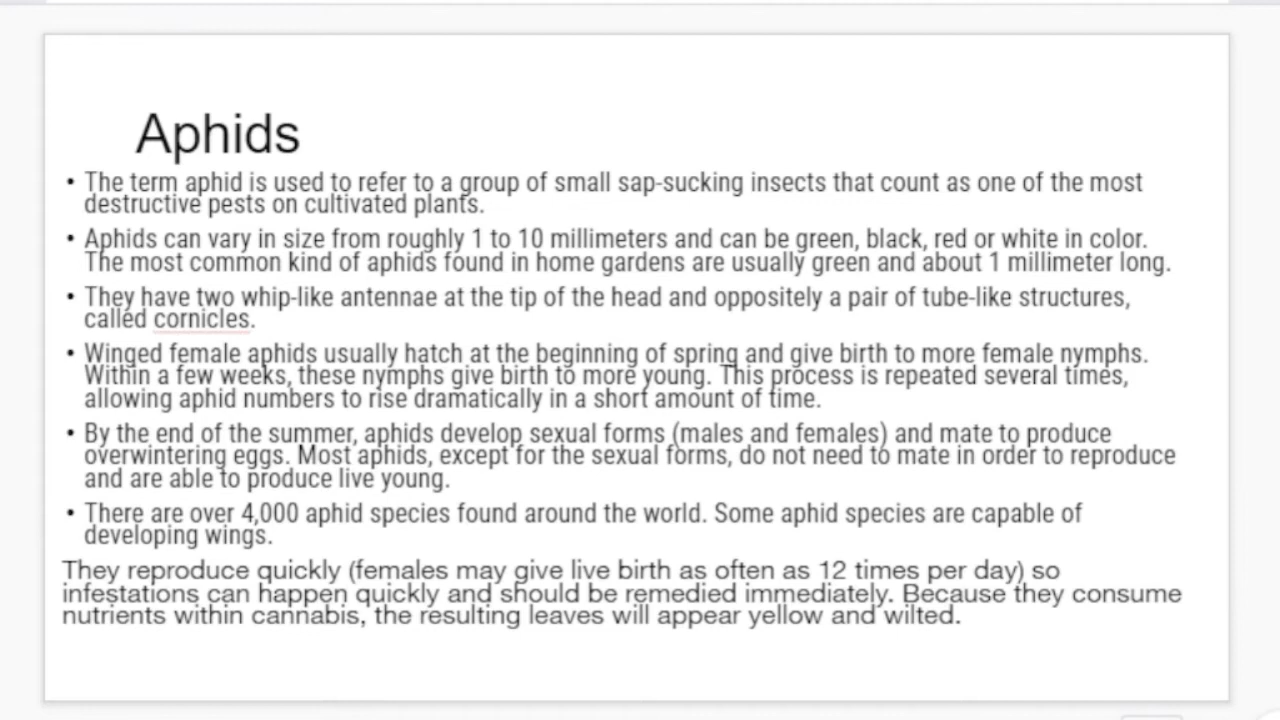 Aphids
• The term aphid is used to refer to a group of small sap-sucking insects that count as one of the most
destructive pests on cultivated plants.
• Aphids can vary in size from roughly 1 to 10 millimeters and can be green, black, red or white in color.
The most common kind of aphids found in home gardens are usually green and about 1 millimeter long.
• They have two whip-like antennae at the tip of the head and oppositely a pair of tube-like structures,
called cornicles.
• Winged female aphids usually hatch at the beginning of spring and give birth to more female nymphs.
Within a few weeks, these nymphs give birth to more young. This process is repeated several times,
allowing aphid numbers to rise dramatically in a short amount of time.
• By the end of the summer, aphids develop sexual forms (males and females) and mate to produce
overwintering eggs. Most aphids, except for the sexual forms, do not need to mate in order to reproduce
and are able to produce live young.
• There are over 4,000 aphid species found around the world. Some aphid species are capable of
developing wings.
They reproduce quickly (females may give live birth as often as 12 times per day) so
infestations can happen quickly and should be remedied immediately. Because they consume
nutrients within cannabis, the resulting leaves will appear yellow and wilted.